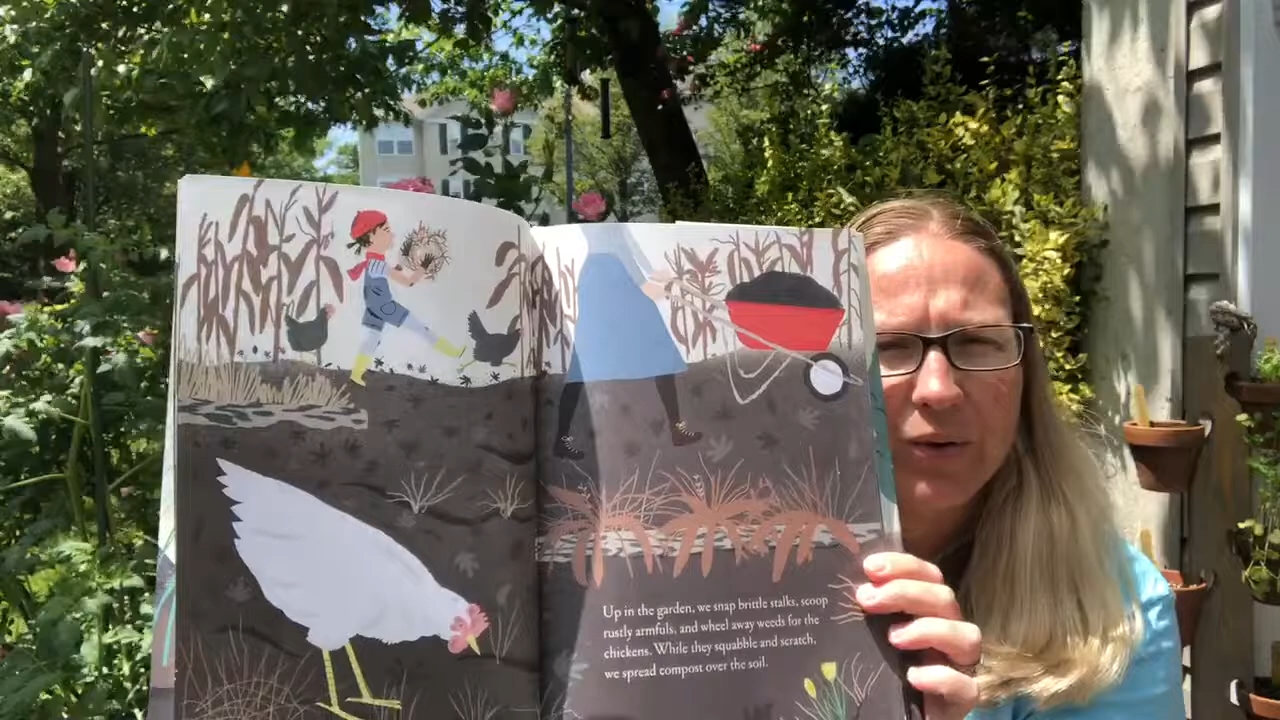 Up in the garden, we snap brittle stalks, scoop
rustly armfuls, and wheel away weeds for the
chickens. While they squabble and scratch,
we spread compost over the soil.